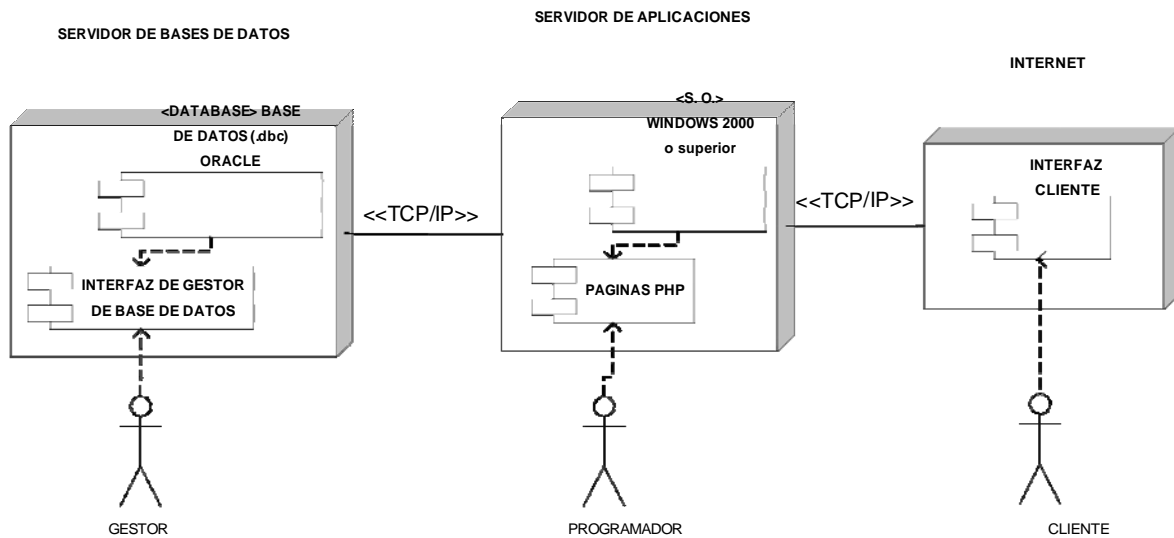 SERVIDOR DE APLICACIONES
SERVIDOR DE BASES DE DATOS
INTERNET
<DATABASE> BASE
DE DATOS (.dbc)
ORACLE
<S. O.>
WINDOWS 2000
o superior
INTERFAZ
CLIENTE
<<TCP/IP>>
<<TCP/IP>>
INTERFAZ DE GESTOR
DE BASE DE DATOS
PAGINAS PHP
GESTOR
PROGRAMADOR
CLIENTE